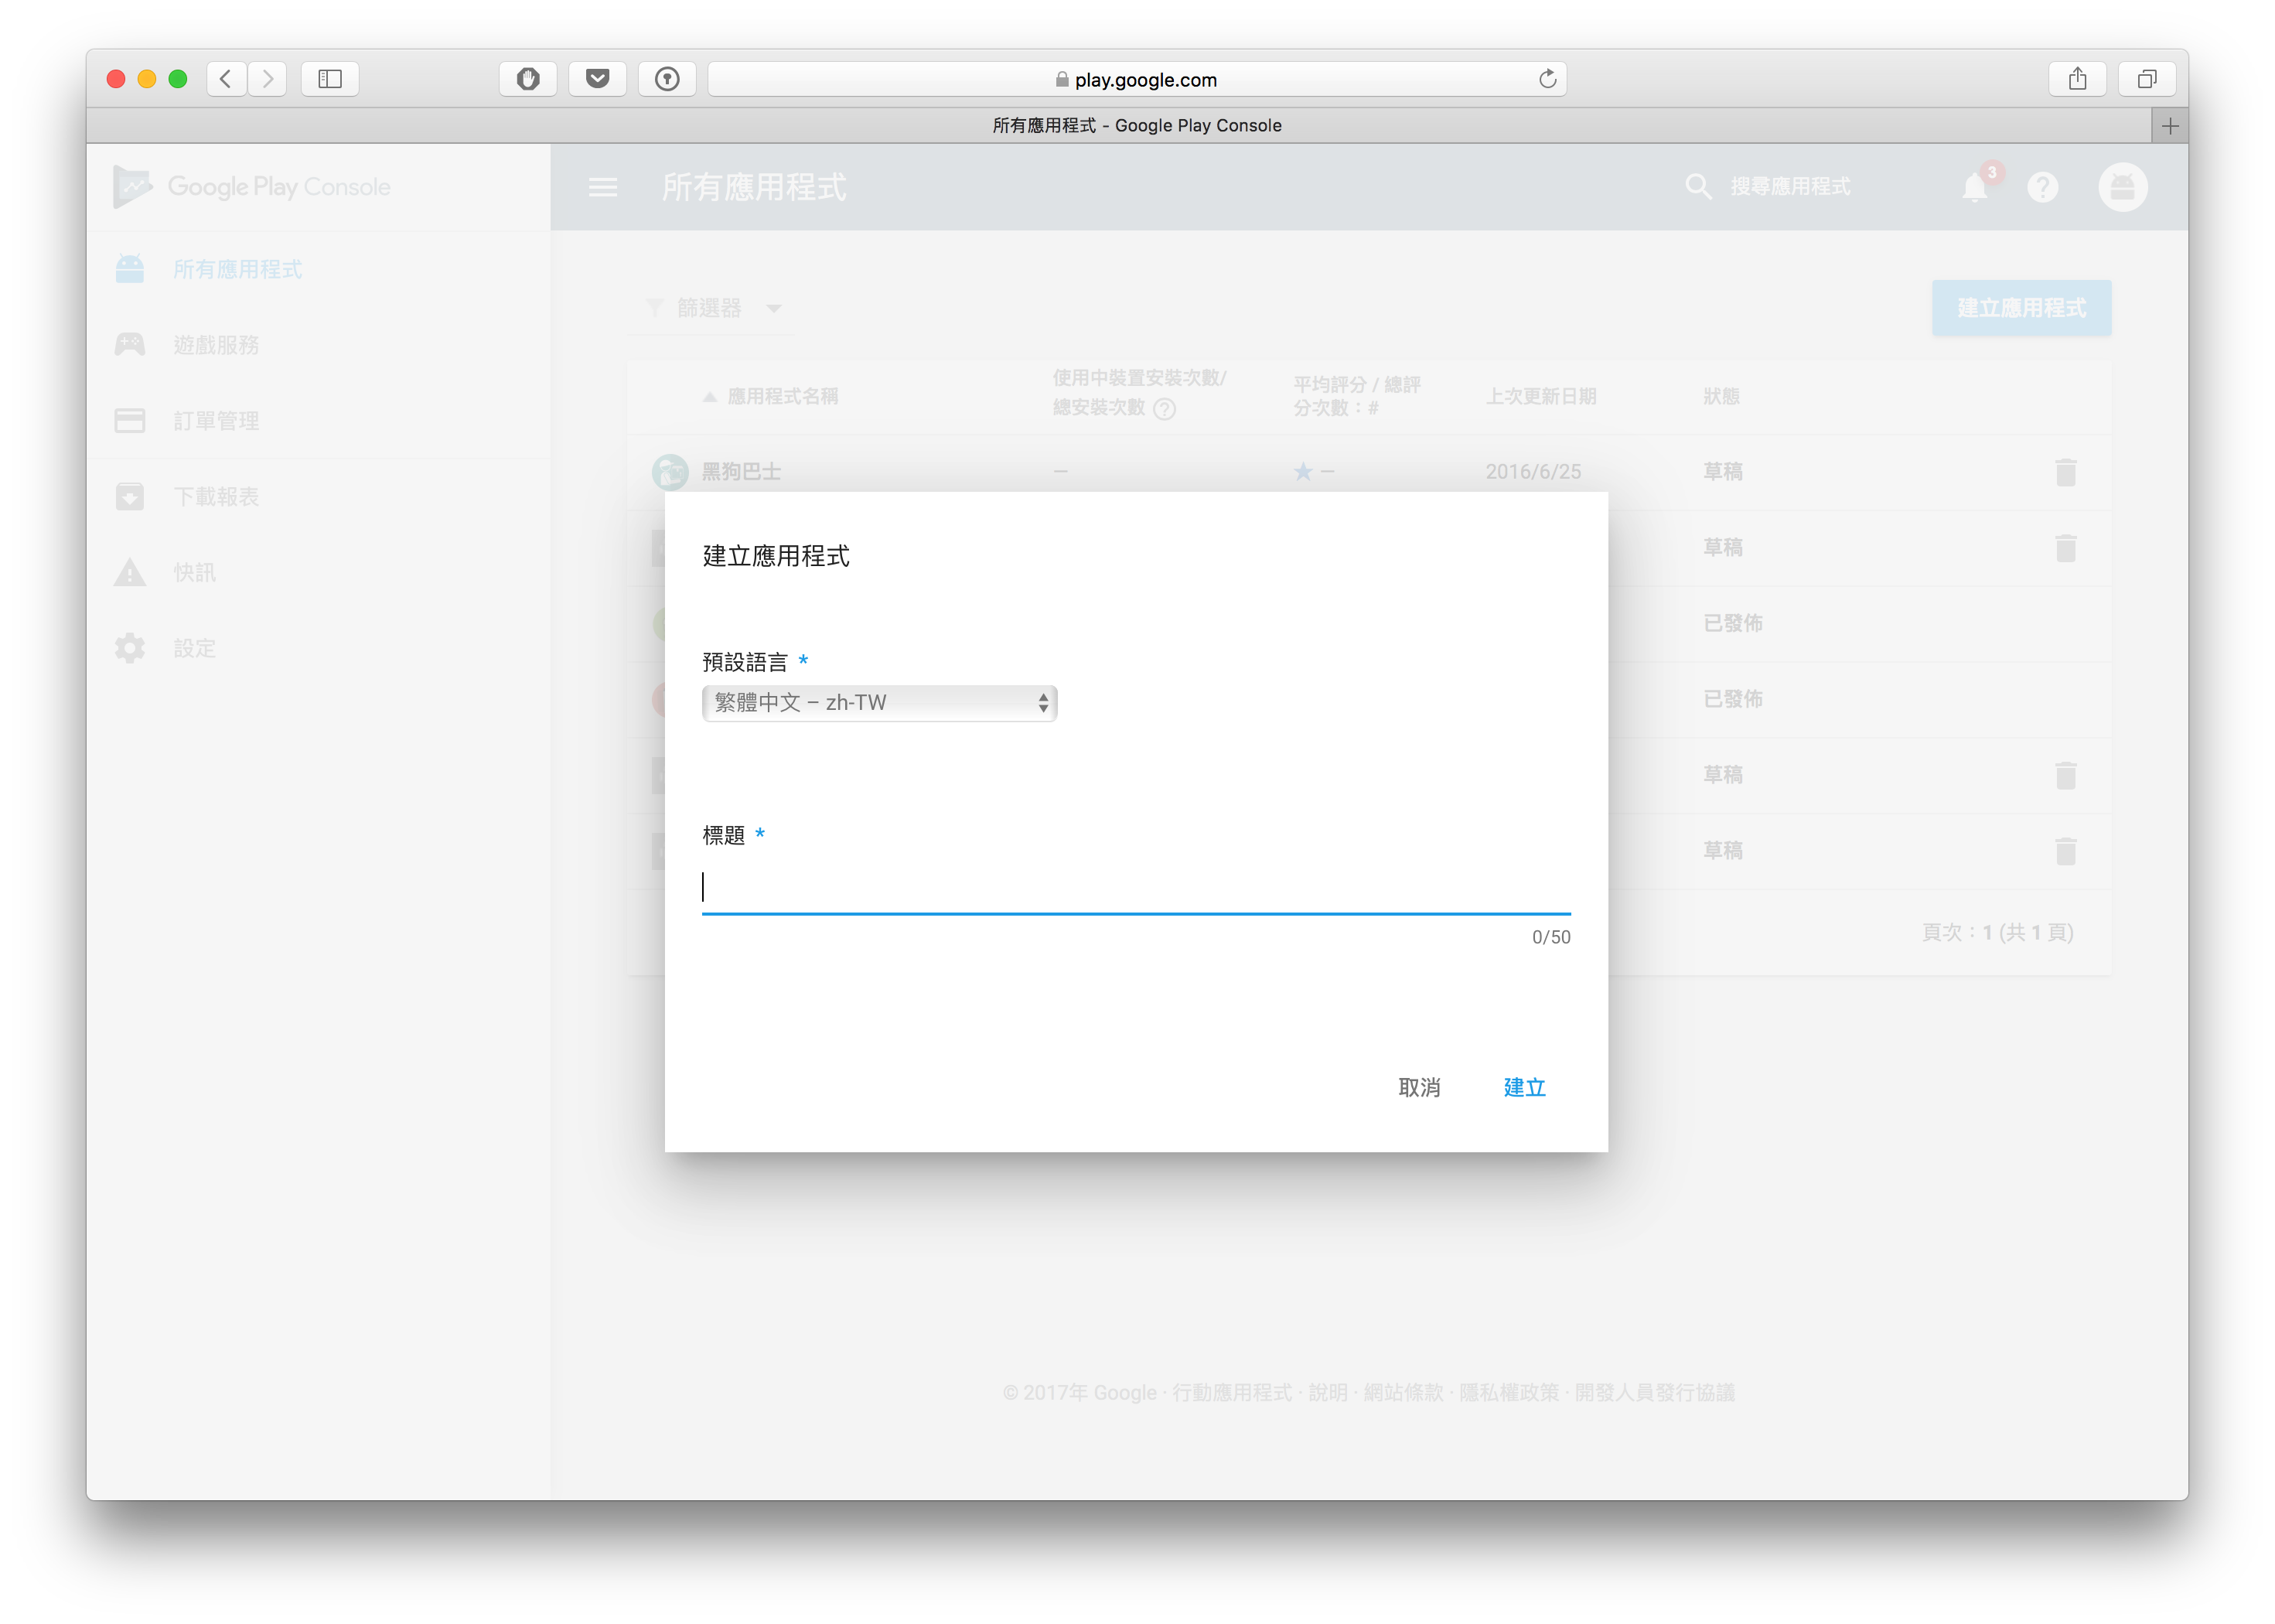 play.google.com
所有應用程式 - Google Play Console
Google Play Console
所有應用程式
搜尋應用程式
3
所有應用程式
遊戲服務
訂單管理
下載報表
快訊
設定
篩選器
建立應用程式
應用程式名稱
使用中裝置安裝次數/
總安裝次數
平均評分 / 總評
分次數：#
上次更新日期
狀態
黑狗巴士
–
★ –
2016/6/25
草稿
草稿
已發佈
已發佈
草稿
草稿
頁次：1 (共 1 頁)
建立應用程式
預設語言 *
繁體中文 – zh-TW
標題 *
0/50
取消
建立
© 2017年 Google · 行動應用程式 · 說明 · 網站條款 · 隱私權政策 · 開發人員發行協議